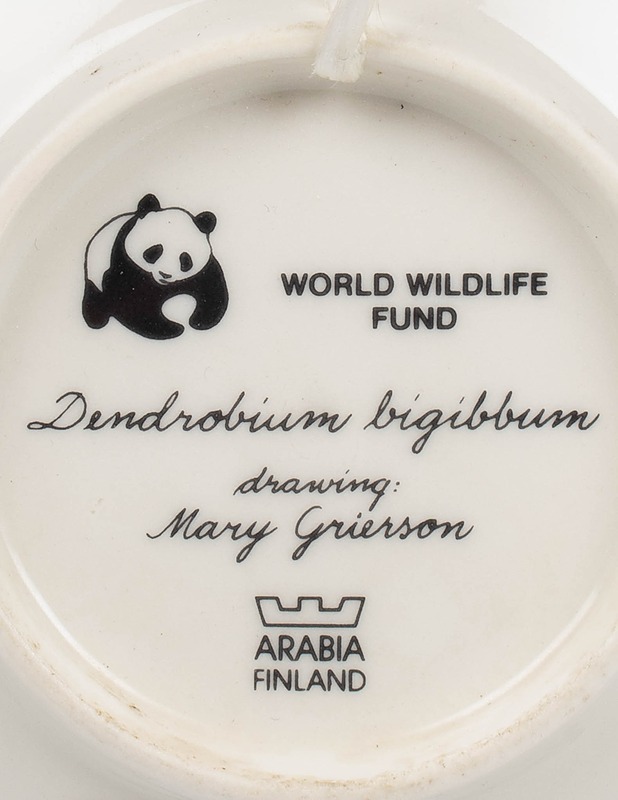 WORLD WILDLIFE
FUND
Dendrobium bigibbum
drawing:
Mary Grierson
ARABIA
FINLAND